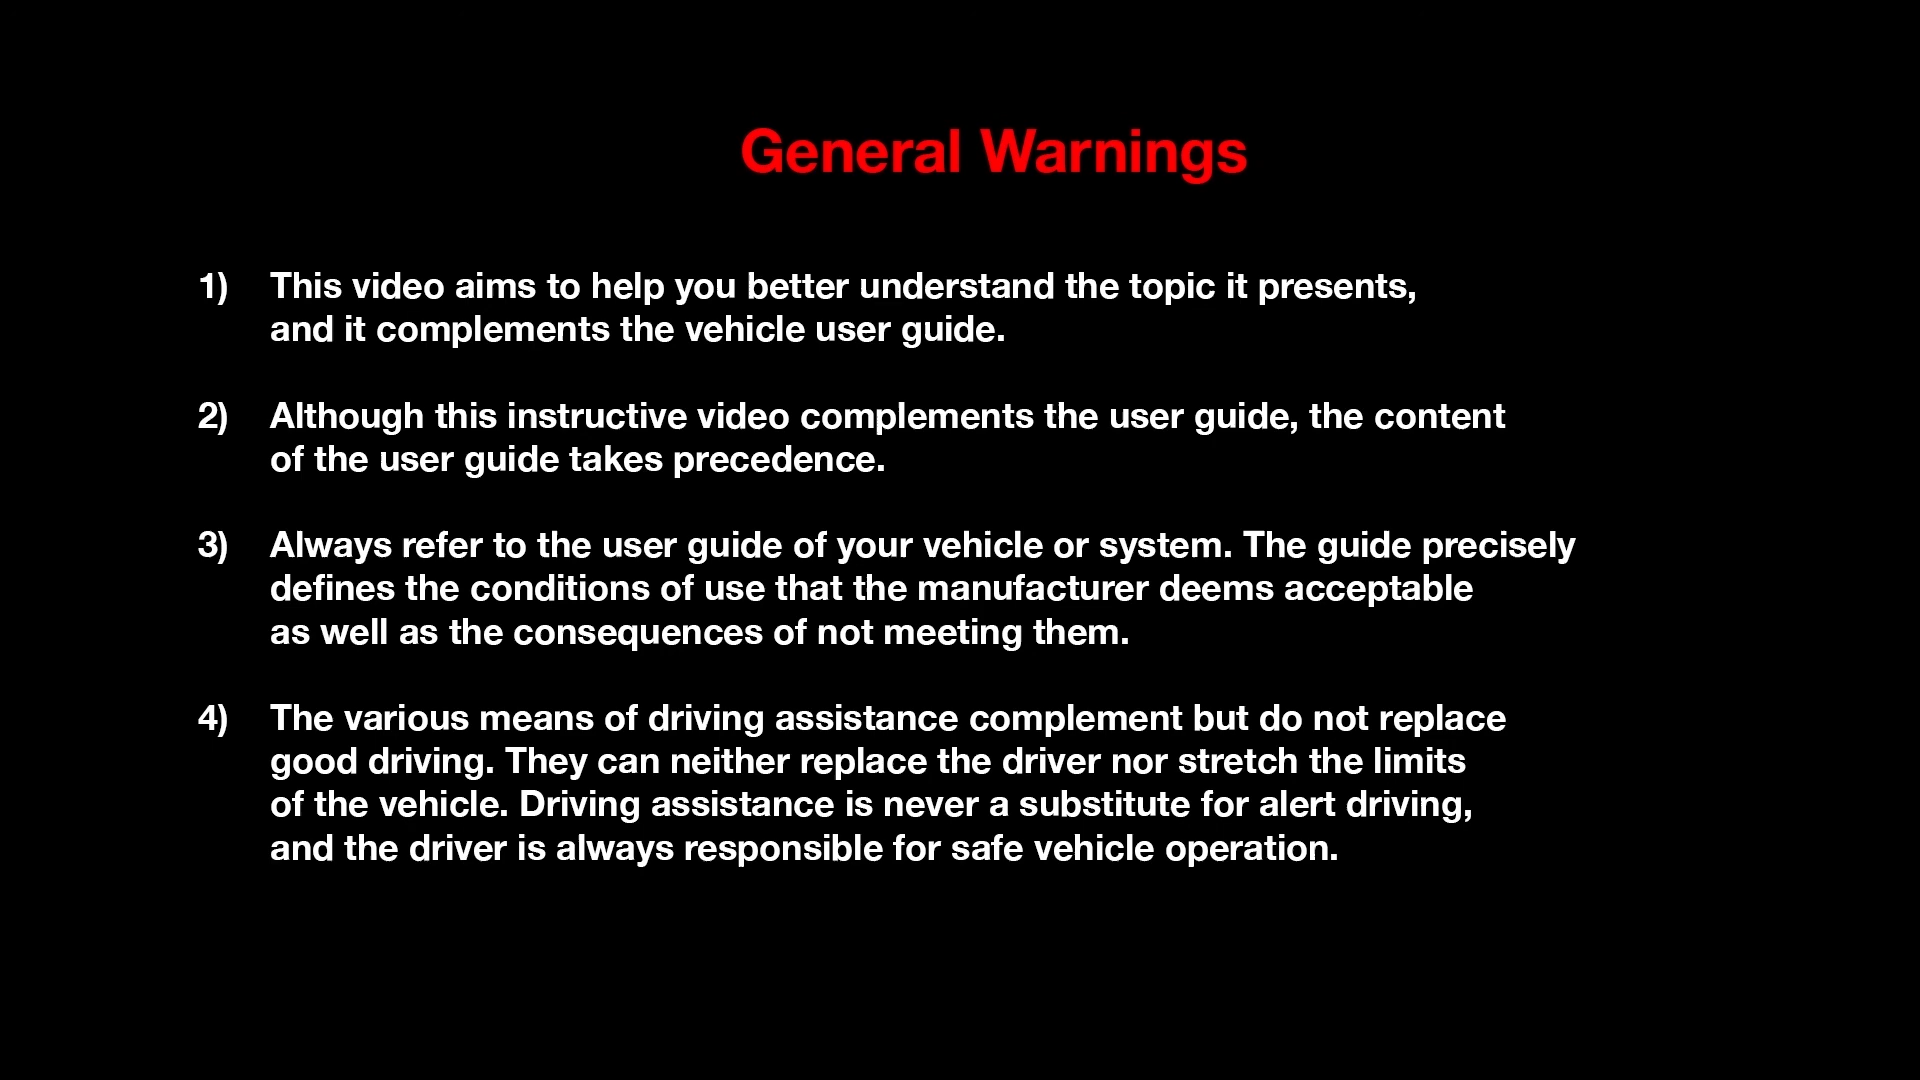 General Warnings
1) This video aims to help you better understand the topic it presents,
and it complements the vehicle user guide.
2) Although this instructive video complements the user guide, the content
of the user guide takes precedence.
3) Always refer to the user guide of your vehicle or system. The guide precisely
defines the conditions of use that the manufacturer deems acceptable
as well as the consequences of not meeting them.
4) The various means of driving assistance complement but do not replace
good driving. They can neither replace the driver nor stretch the limits
of the vehicle. Driving assistance is never a substitute for alert driving,
and the driver is always responsible for safe vehicle operation.